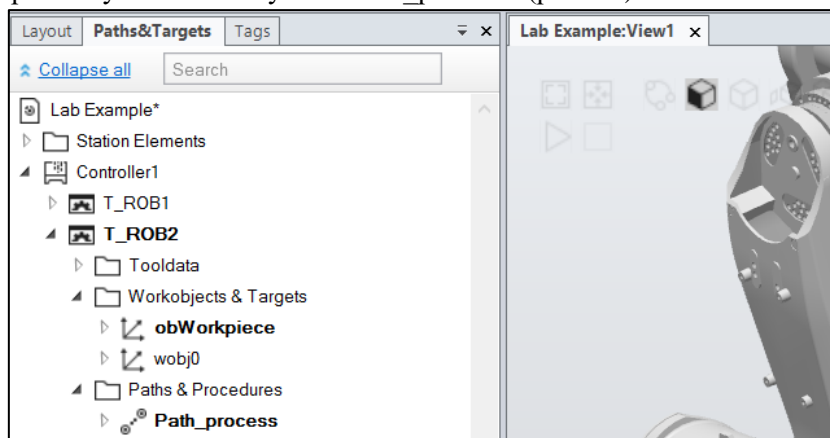 Layout Paths&Targets Tags
Collapse all Search
Lab Example*
Station Elements
Controller1
T_ROB1
T_ROB2
Tooldata
Workobjects & Targets
obWorkpiece
wobj0
Paths & Procedures
Path_process
Lab Example:View1